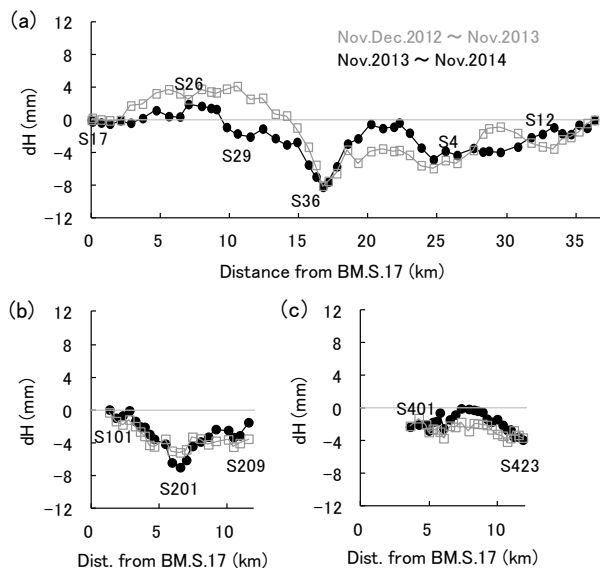 (a)
12
8
4
0
−4
−8
−12
dH (mm)
Nov.Dec.2012 ～ Nov.2013
Nov.2013 ～ Nov.2014
S26
S17
S29
S36
S4
S12
0
5
10
15
20
25
30
35
Distance from BM.S.17 (km)
(b)
12
8
4
0
−4
−8
−12
dH (mm)
S101
S201
S209
0
5
10
Dist. from BM.S.17 (km)
(c)
12
8
4
0
−4
−8
−12
dH (mm)
S401
S423
0
5
10
Dist. from BM.S.17 (km)